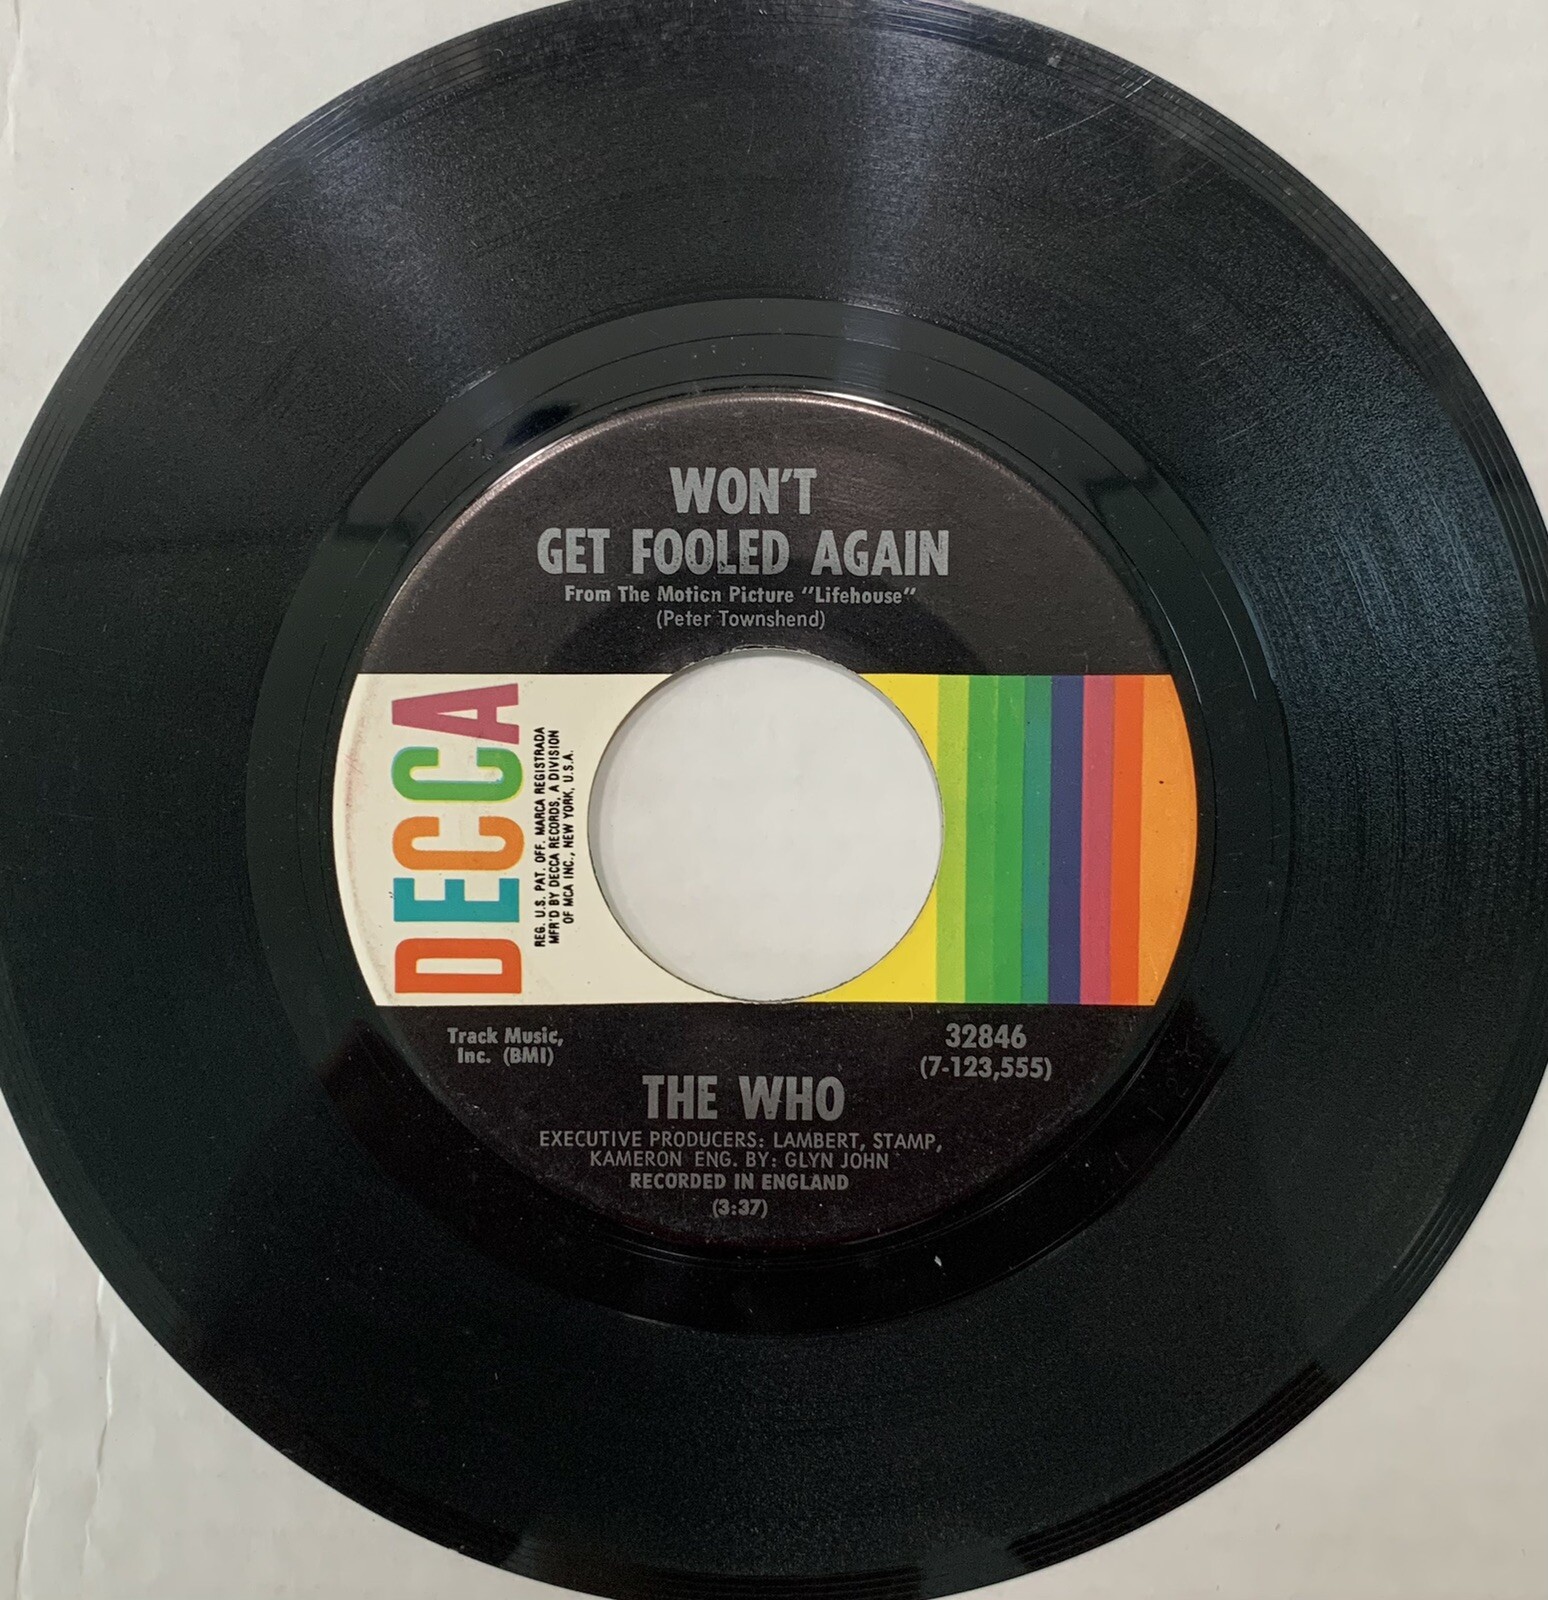 WON'T
GET FOOLED AGAIN
From The Motion Picture "Lifehouse"
(Peter Townshend)
DECCA
REG. U.S. PAT. OFF. MARCA REGISTRADA
MFR'D BY DECCA RECORDS, A DIVISION
OF MCA INC., NEW YORK, U.S.A.
Track Music,
Inc. (BMI)
32846
(7-123,555)
THE WHO
EXECUTIVE PRODUCERS: LAMBERT, STAMP,
KAMERON ENG. BY: GLYN JOHN
RECORDED IN ENGLAND
(3:37)